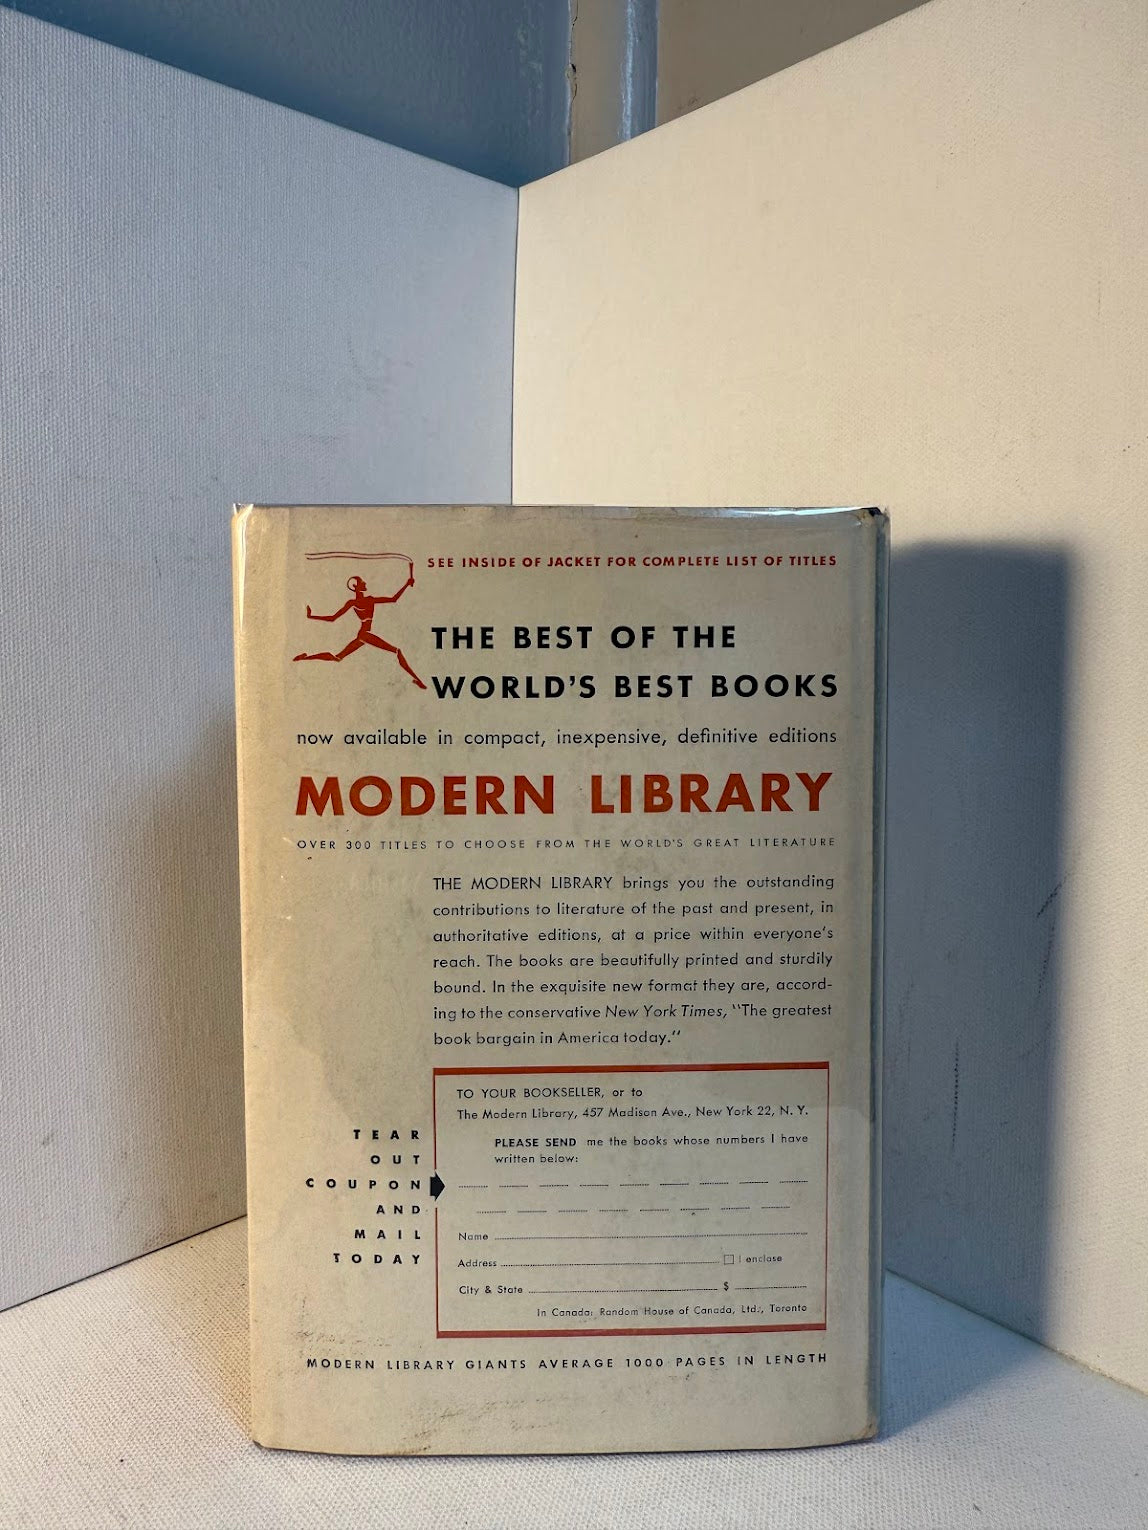 SEE INSIDE OF JACKET FOR COMPLETE LIST OF TITLES
THE BEST OF THE
WORLD'S BEST BOOKS
now available in compact, inexpensive, definitive editions
MODERN LIBRARY
OVER 300 TITLES TO CHOOSE FROM THE WORLD'S GREAT LITERATURE
THE MODERN LIBRARY brings you the outstanding
contributions to literature of the past and present, in
authoritative editions, at a price within everyone's
reach. The books are beautifully printed and sturdily
bound. In the exquisite new format they are, accord-
ing to the conservative New York Times, "The greatest
book bargain in America today."
TO YOUR BOOKSELLER, or to
The Modern Library, 457 Madison Ave., New York 22, N. Y.
PLEASE SEND me the books whose numbers I have
written below:
TEAR
OUT
COUPON
AND
MAIL
TODAY
Name
Address I enclose
City & State $
In Canada: Random House of Canada, Ltd., Toronto
MODERN LIBRARY GIANTS AVERAGE 1000 PAGES IN LENGTH